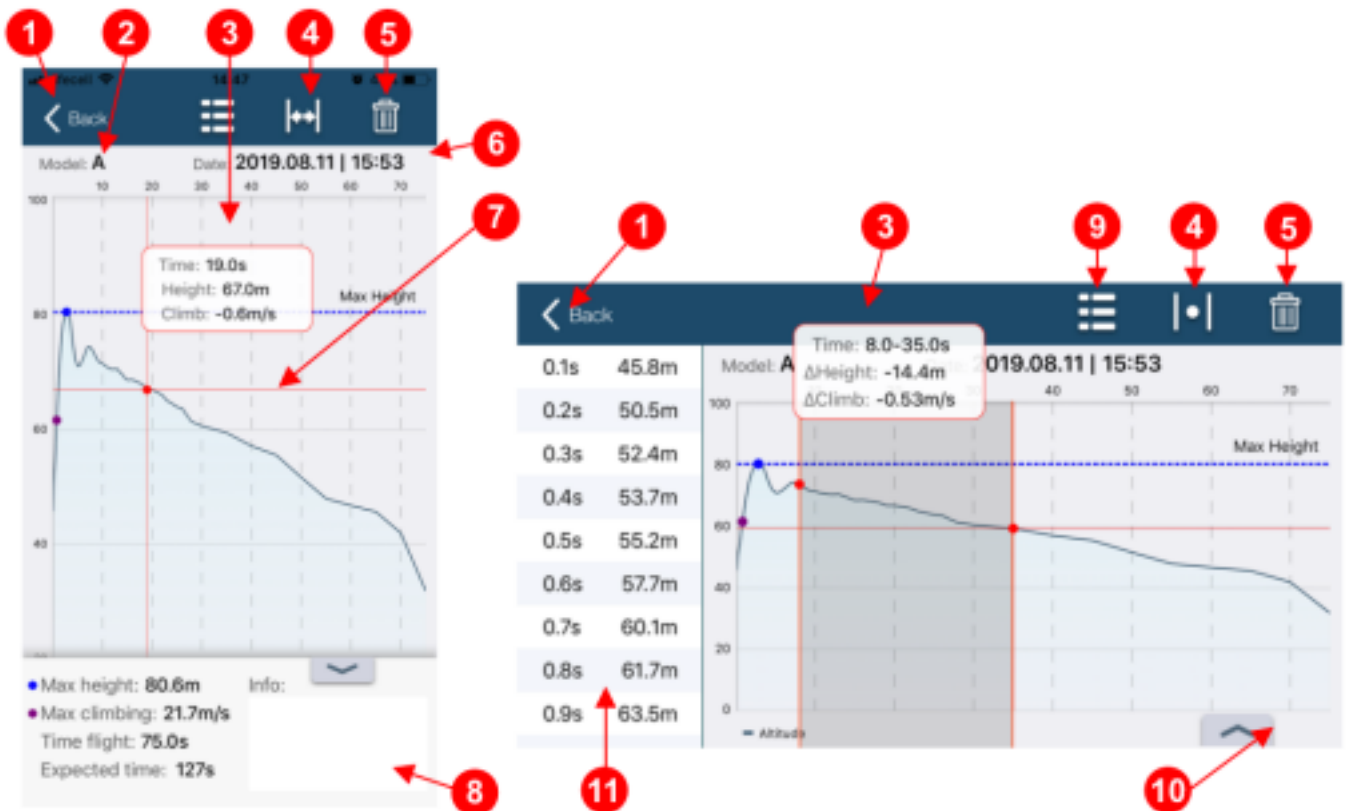 1 2 3 4 5
14:47
Back
6
Model: A Date: 2019.08.11 | 15:53
10 20 30 40 50 60 70
100
7
Time: 19.0s
Height: 67.0m
Climb: -0.6m/s
Max Height
80
60
40
Max height: 80.6m Info:
Max climbing: 21.7m/s
Time flight: 75.0s
Expected time: 127s
8
1 3 9 4 5
Back
Time: 8.0-35.0s
ΔHeight: -14.4m
ΔClimb: -0.53m/s
Model: A 2019.08.11 | 15:53
40 50 60 70
100
Max Height
80
60
40
20
0
Altitude
0.1s 45.8m
0.2s 50.5m
0.3s 52.4m
0.4s 53.7m
0.5s 55.2m
0.6s 57.7m
0.7s 60.1m
0.8s 61.7m
0.9s 63.5m
11
10